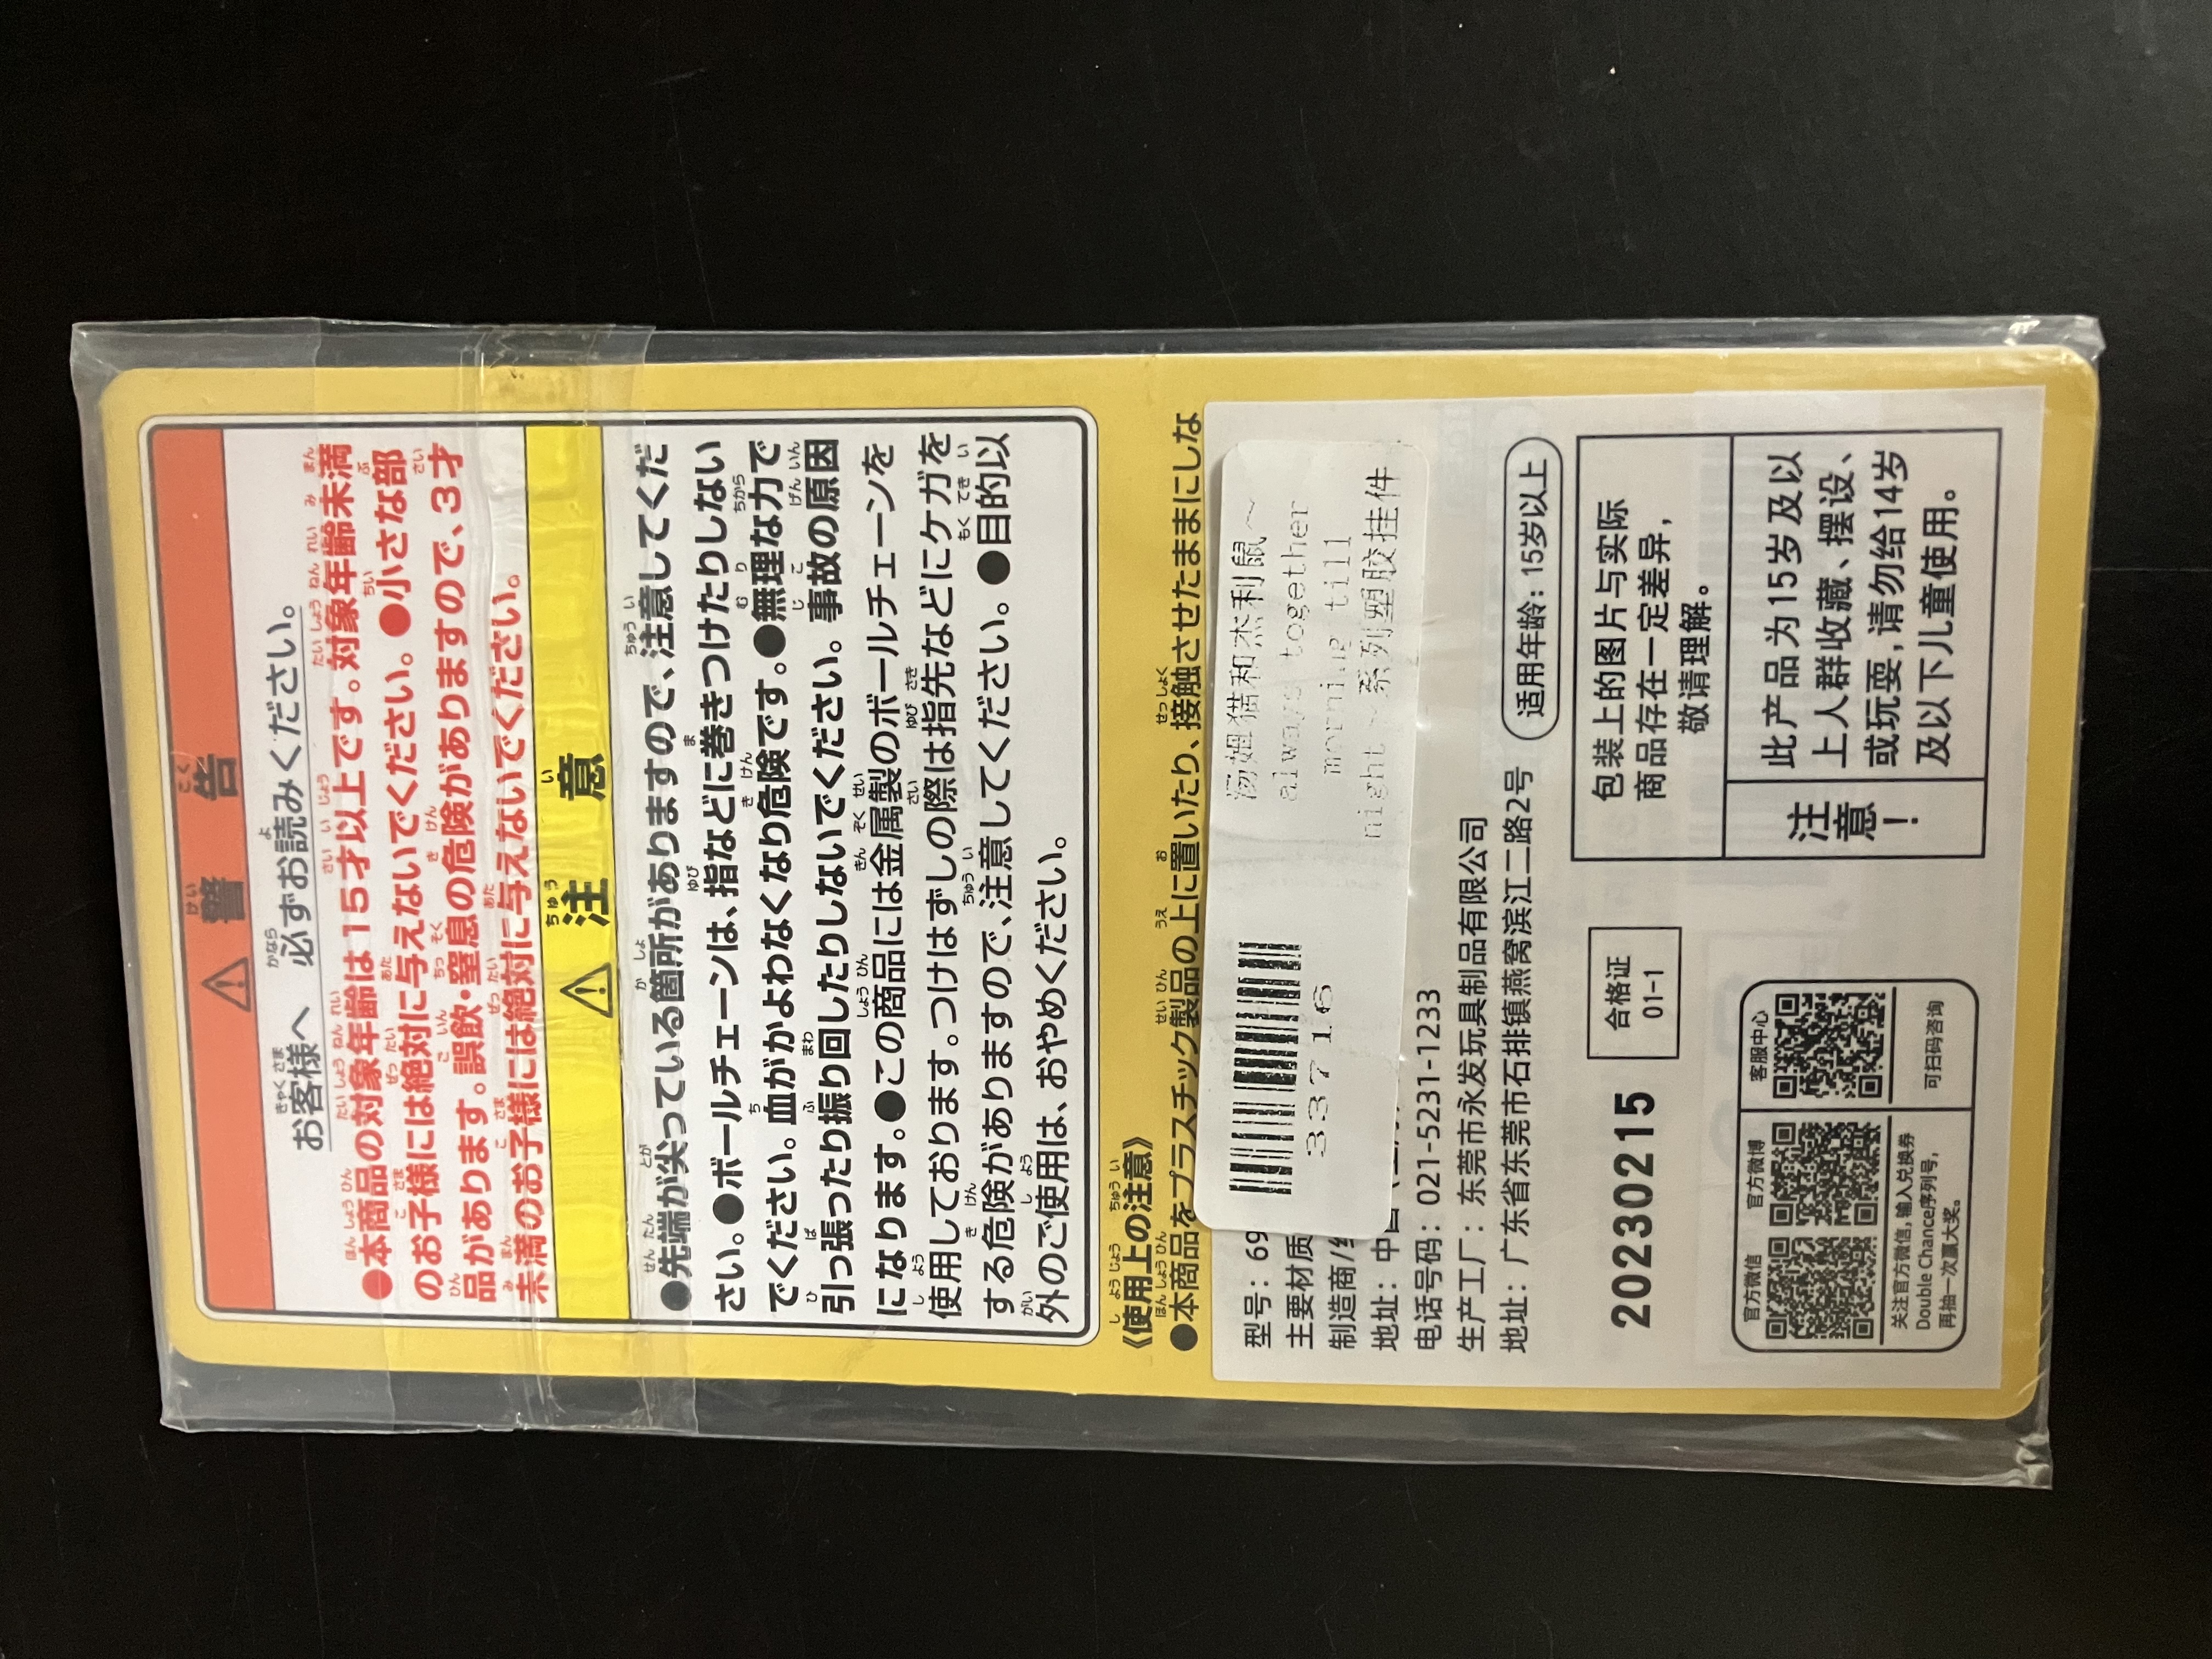 警告
お客様へ 必ずお読みください。
●本商品の対象年齢は15才以上です。対象年齢未満
のお子様には絶対に与えないでください。●小さな部
品があります。誤飲・窒息の危険がありますので、3才
未満のお子様には絶対に与えないでください。
注意
●先端が尖っている箇所がありますので、注意してくだ
さい。●ボールチェーンは、指などに巻きつけたりしない
でください。血がかよわなくなり危険です。●無理な力で
引っ張ったり振り回したりしないでください。事故の原因
になります。●この商品には金属製のボールチェーンを
使用しております。つけはずしの際は指先などにケガを
する危険がありますので、注意してください。●目的以
外のご使用は、おやめください。
《使用上の注意》
●本商品をプラスチック製品の上に置いたり、接触させたままにしな
汤姆猫和杰利鼠~
always together
morning till
night~系列塑胶挂件
33716
型号：69
主要材质
制造商/
地址：中
电话号码：021-5231-1233
生产工厂：东莞市永发玩具制品有限公司
地址：广东省东莞市石排镇燕窝滨江二路2号
适用年龄：15岁以上
20230215
合格证
01-1
包装上的图片与实际
商品存在一定差异，
敬请理解。
注意！
此产品为15岁及以
上人群收藏、摆设、
或玩耍，请勿给14岁
及以下儿童使用。
官方微信 官方微博
关注官方微信，输入兑换券
Double Chance序列号，
再抽一次赢大奖。
客服中心
可扫码咨询